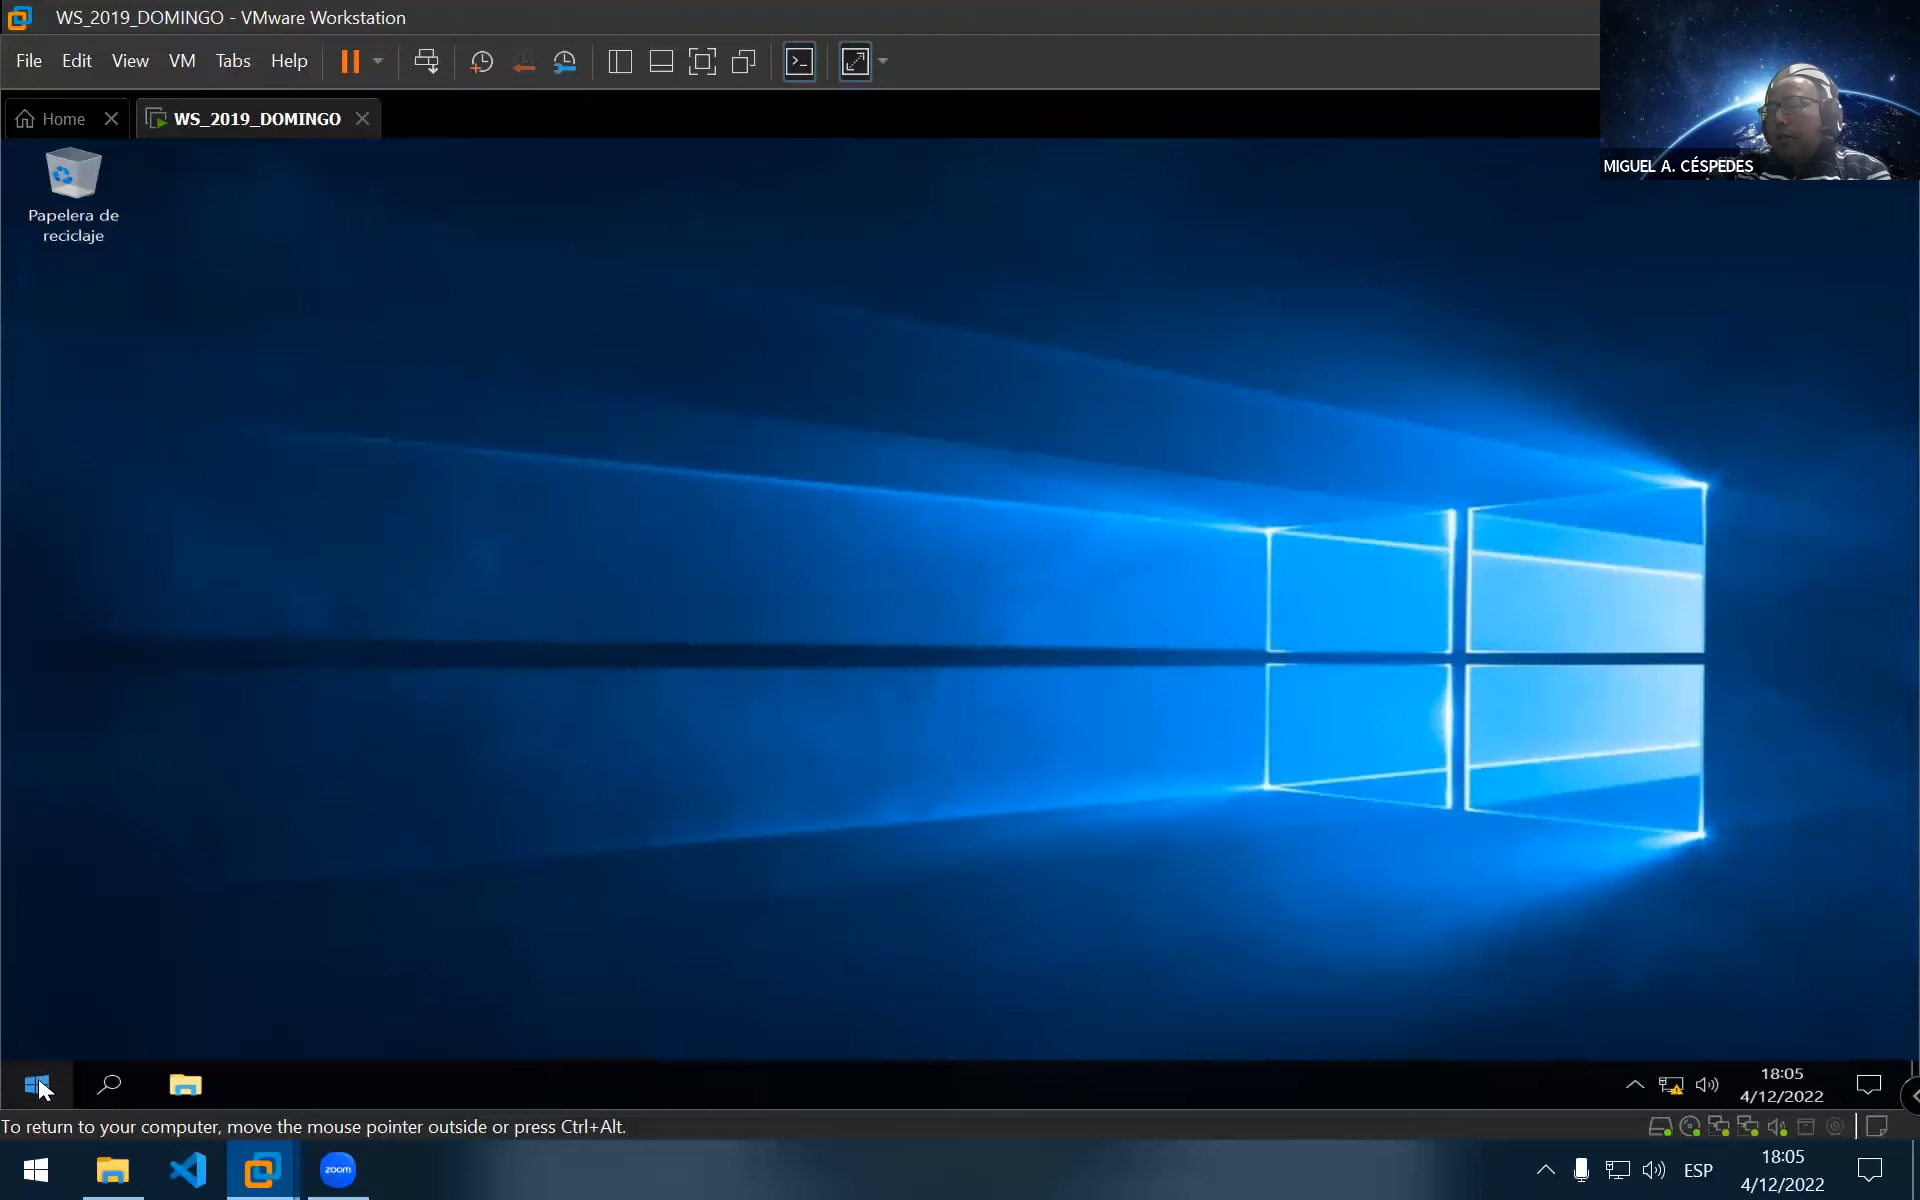 WS_2019_DOMINGO - VMware Workstation
File Edit View VM Tabs Help
Home
WS_2019_DOMINGO
MIGUEL A. CÉSPEDES
Papelera de
reciclaje
18:05
4/12/2022
To return to your computer, move the mouse pointer outside or press Ctrl+Alt.
zoom
ESP
18:05
4/12/2022